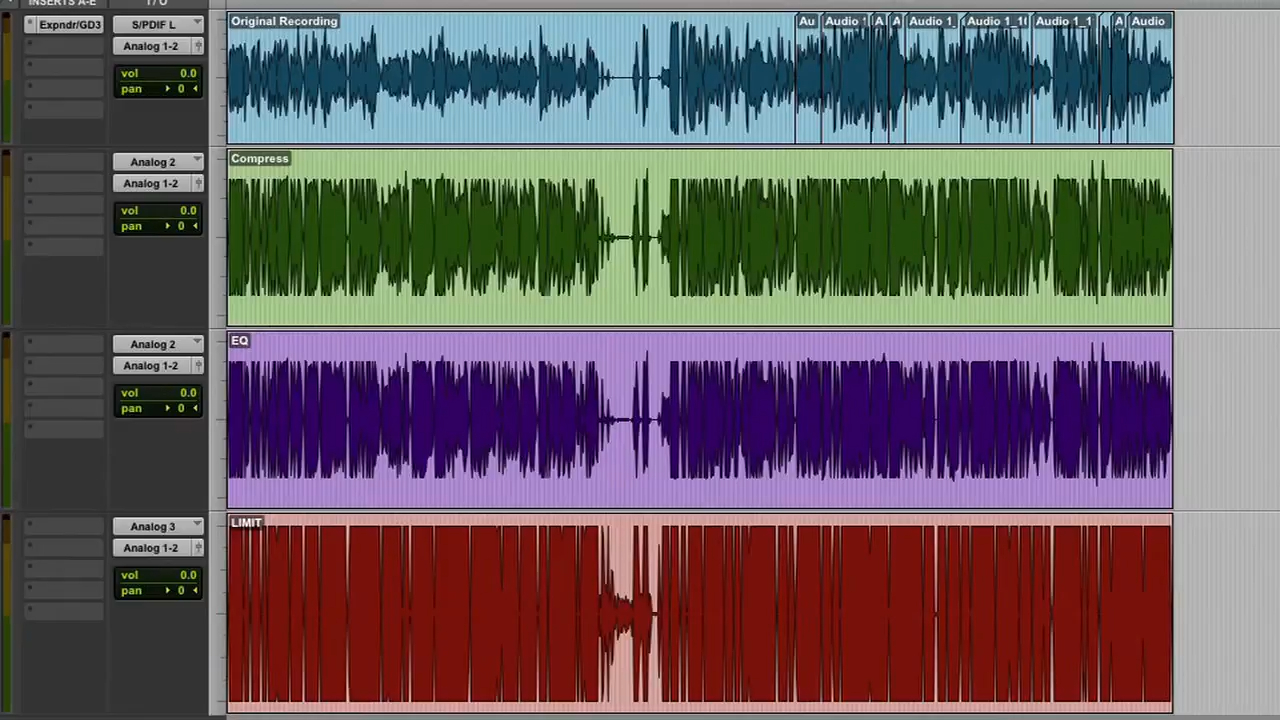 INSERTS A-E
I / O
Expndr/GD3
S/PDIF L
Analog 1-2
vol 0.0
pan 0
Original Recording
Au
Audio 1
A
A
Audio 1_
Audio 1_1
Audio 1_1
A
Audio
Analog 2
Analog 1-2
vol 0.0
pan 0
Compress
Analog 2
Analog 1-2
vol 0.0
pan 0
EQ
Analog 3
Analog 1-2
vol 0.0
pan 0
LIMIT